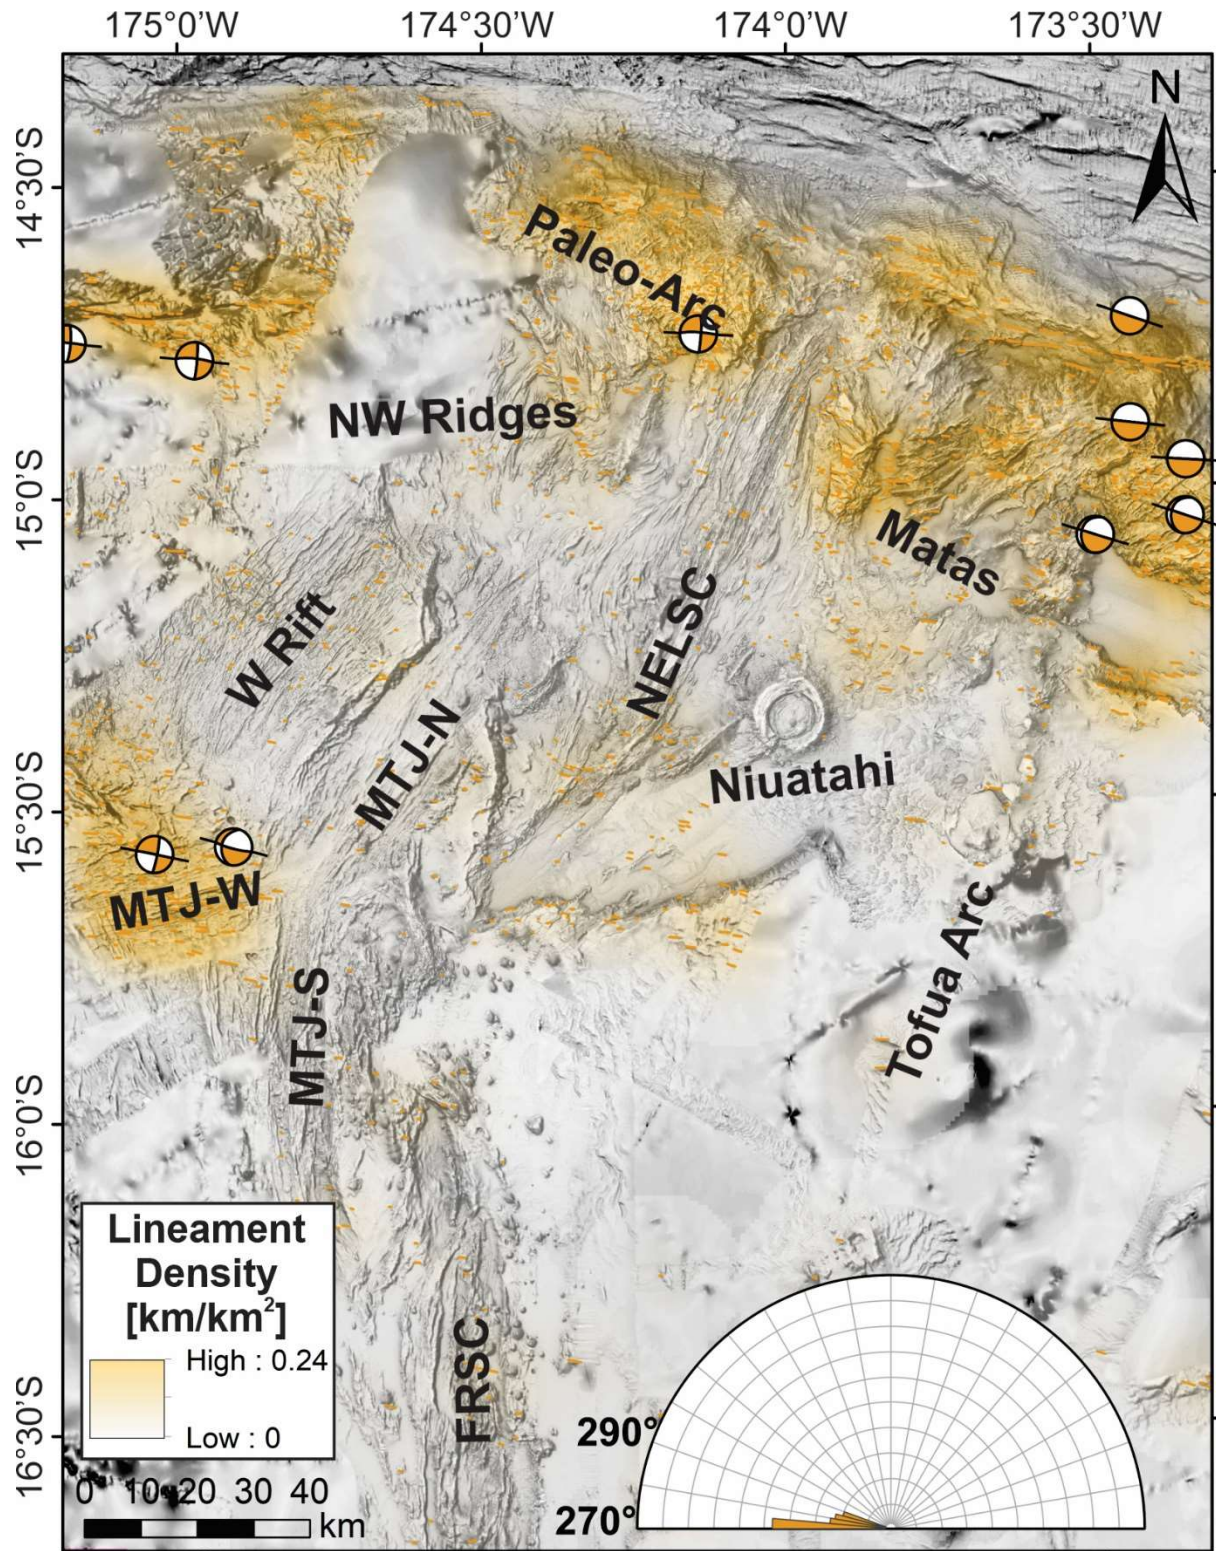 175°0'W 174°30'W 174°0'W 173°30'W
N
14°30'S
Paleo-Arc
NW Ridges
15°0'S
Matas
W Rift
NELSC
MTJ-N
Niuatahi
15°30'S
MTJ-W
Tofua Arc
MTJ-S
16°0'S
Lineament
Density
[km/km²]
High : 0.24
Low : 0
FRSC
16°30'S
290°
270°
0 10 20 30 40
km